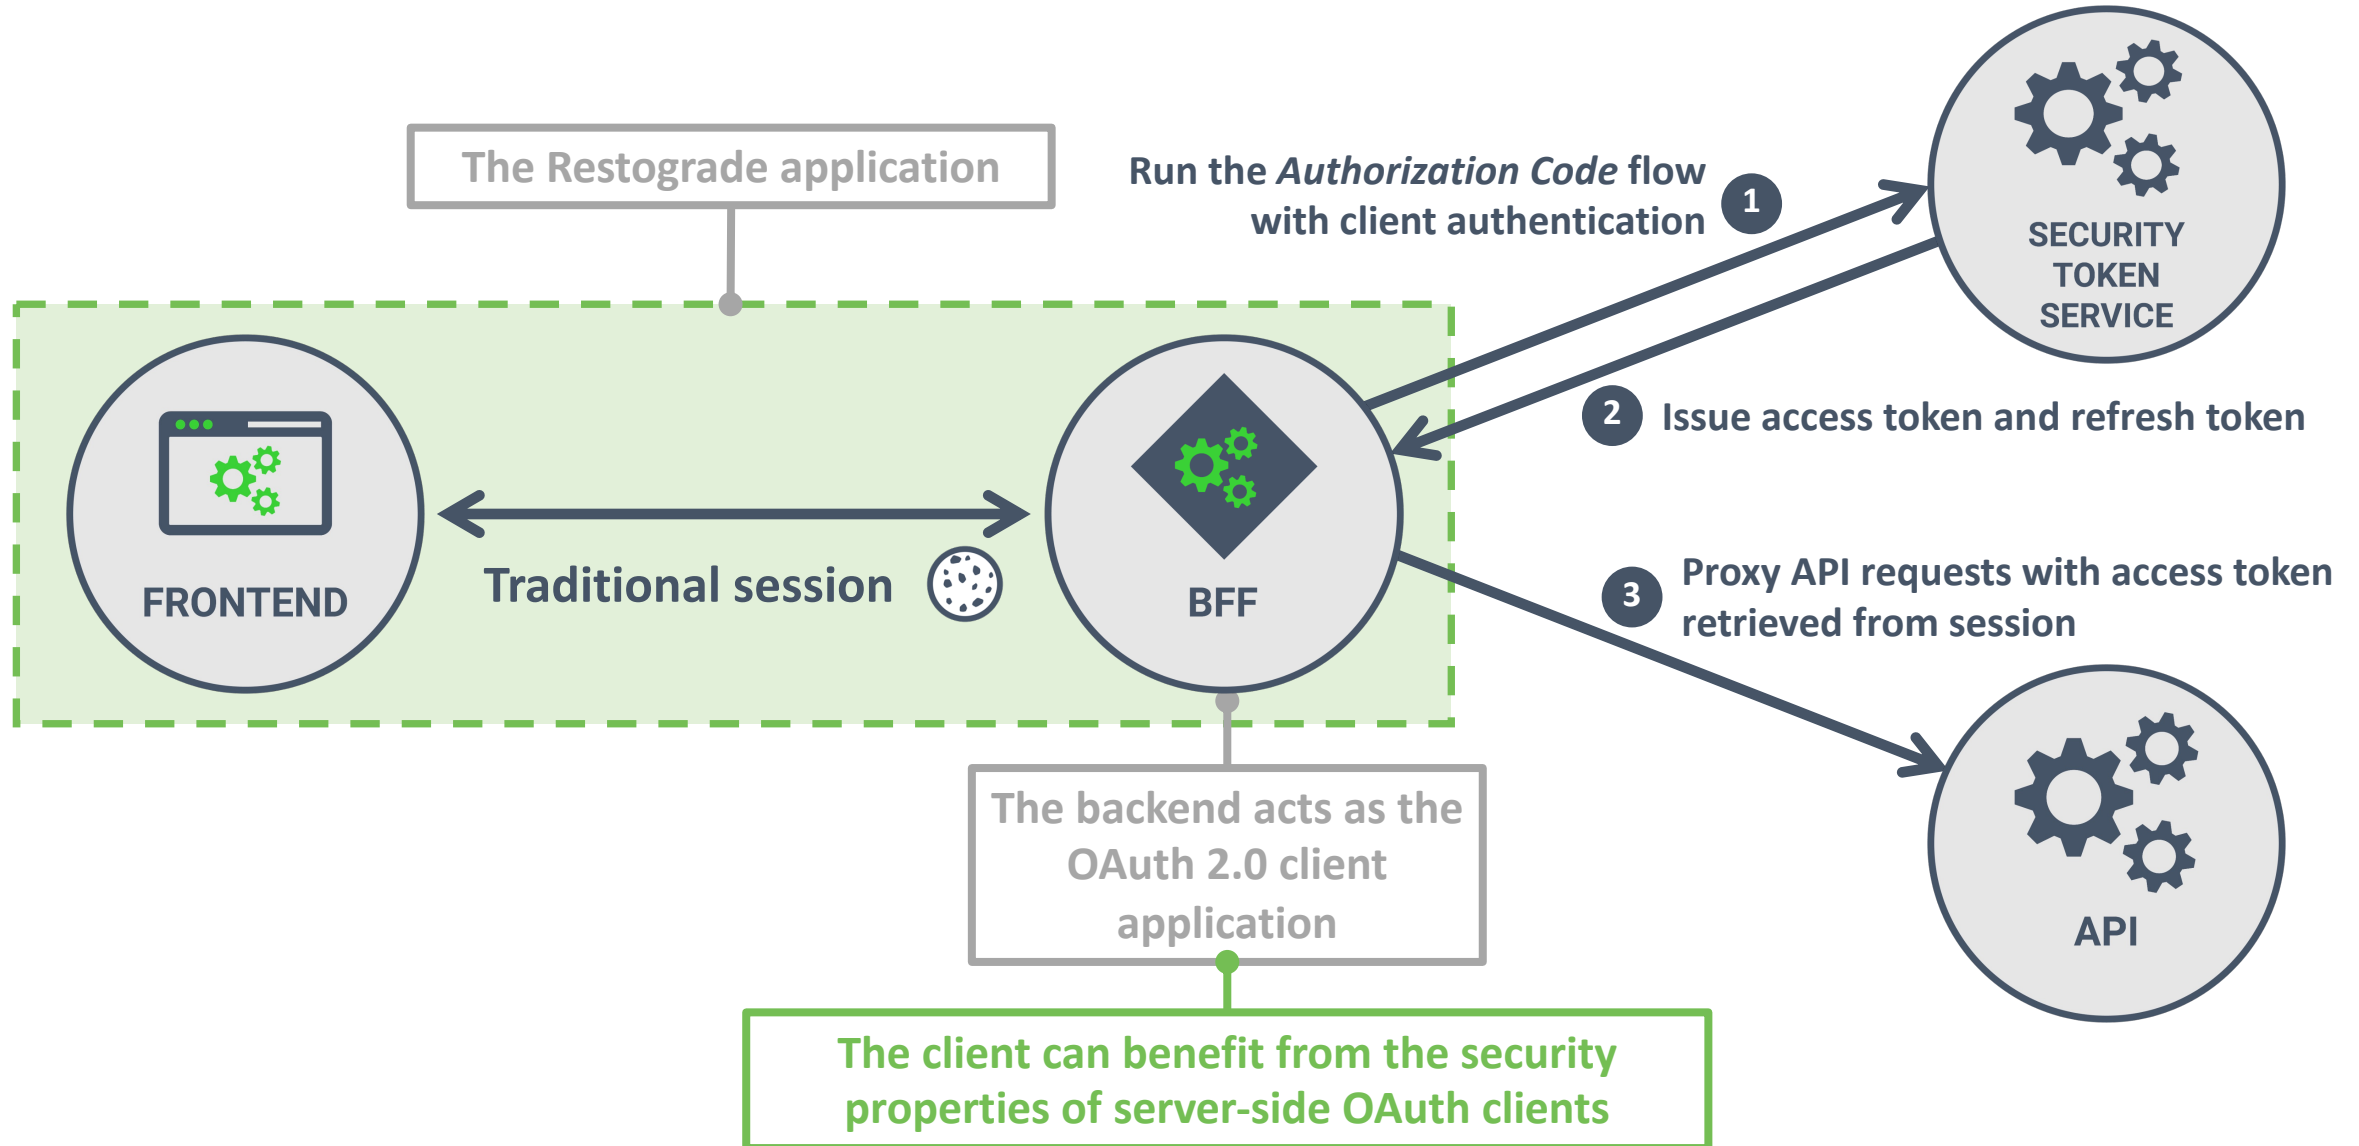 The Restograde application
Run the Authorization Code flow
with client authentication
1
SECURITY
TOKEN
SERVICE
2
Issue access token and refresh token
FRONTEND
Traditional session
BFF
3
Proxy API requests with access token
retrieved from session
The backend acts as the
OAuth 2.0 client
application
API
The client can benefit from the security
properties of server-side OAuth clients